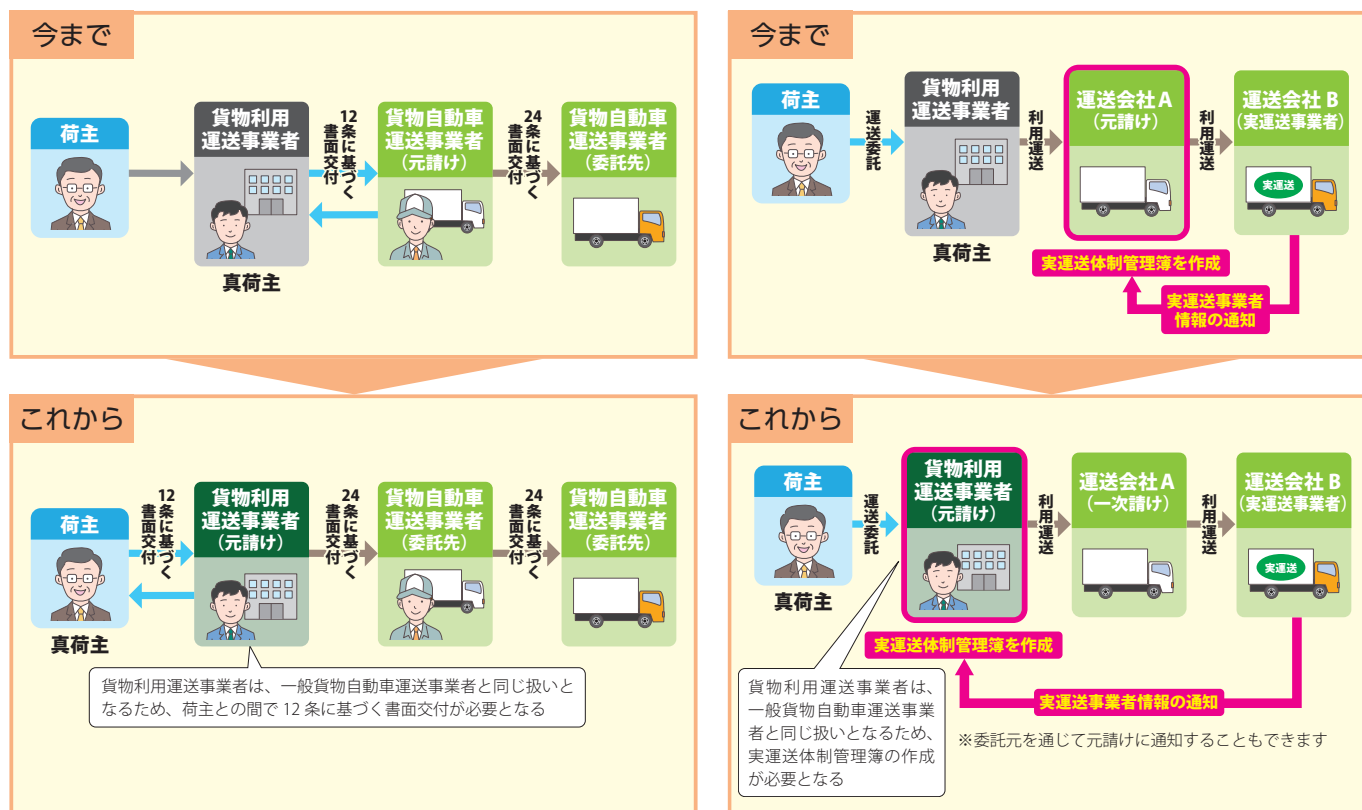 今まで
荷主
貨物利用
運送事業者
真荷主
12条に基づく
書面交付
貨物自動車
運送事業者
（元請け）
24条に基づく
書面交付
貨物自動車
運送事業者
（委託先）
これから
荷主
真荷主
12条に基づく
書面交付
貨物利用
運送事業者
（元請け）
24条に基づく
書面交付
貨物自動車
運送事業者
（委託先）
24条に基づく
書面交付
貨物自動車
運送事業者
（委託先）
貨物利用運送事業者は、一般貨物自動車運送事業者と同じ扱いと
なるため、荷主との間で 12 条に基づく書面交付が必要となる
今まで
荷主
運送委託
貨物利用
運送事業者
真荷主
利用運送
運送会社 A
（元請け）
利用運送
運送会社 B
（実運送事業者）
実運送
実運送体制管理簿を作成
実運送事業者
情報の通知
これから
荷主
真荷主
運送委託
貨物利用
運送事業者
（元請け）
利用運送
運送会社 A
（一次請け）
利用運送
運送会社 B
（実運送事業者）
実運送
実運送体制管理簿を作成
実運送事業者情報の通知
貨物利用運送事業者は、
一般貨物自動車運送事業
者と同じ扱いとなるため、
実運送体制管理簿の作成
が必要となる
※委託元を通じて元請けに通知することもできます